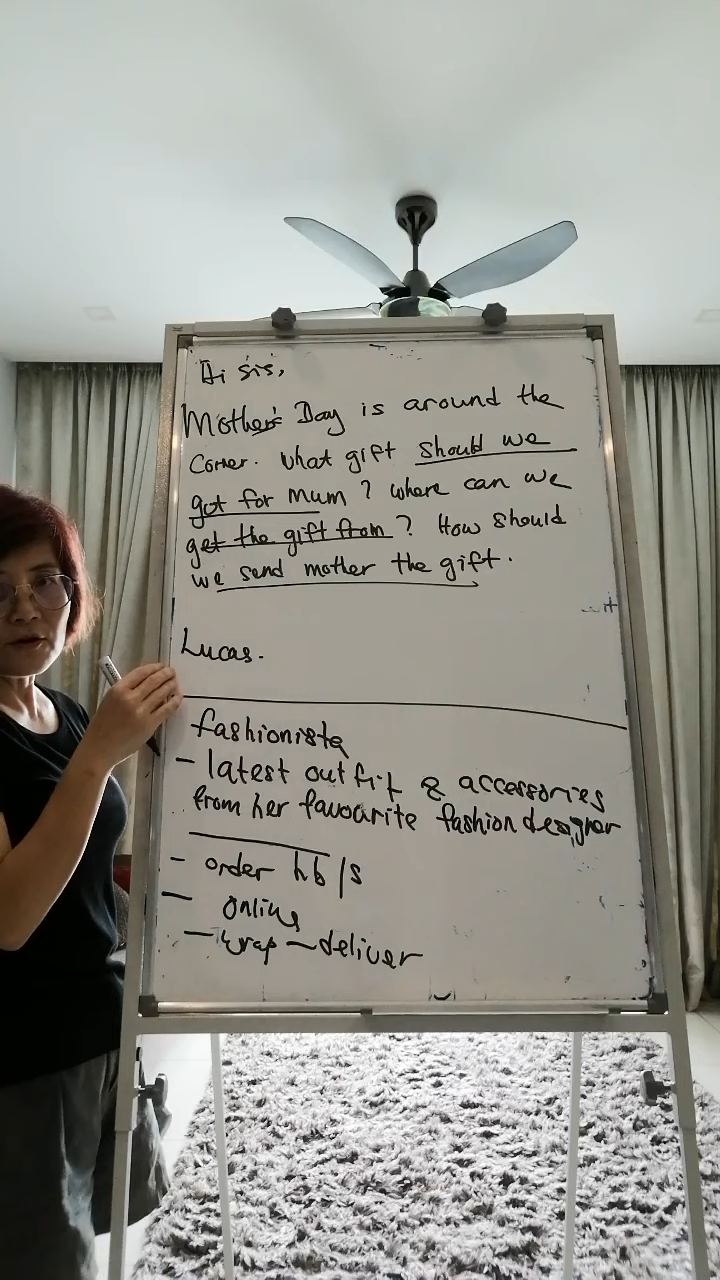 Hi sis,
Mother's Day is around the
corner. What gift should we
get for Mum? Where can we
get the gift from? How should
we send mother the gift.
Lucas.
fashionista
- latest outfit & accessories
from her favourite fashion designer
- order hb/s
- online
- wrap - deliver